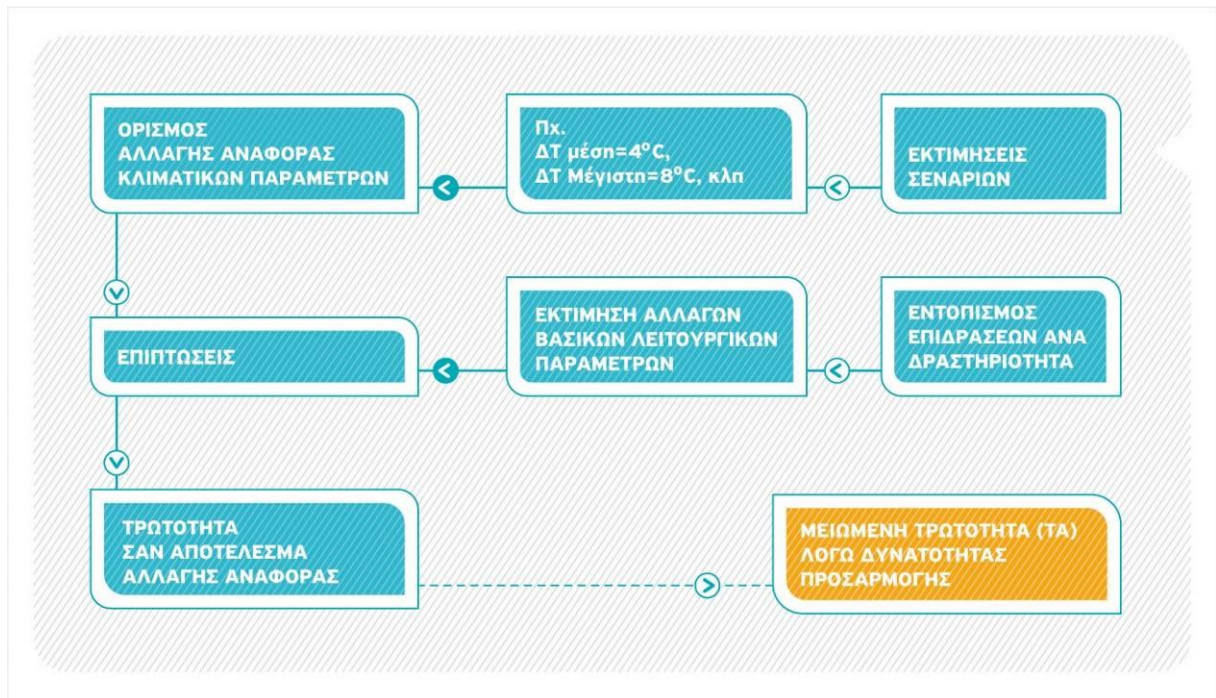 ΟΡΙΣΜΟΣ
ΑΛΛΑΓΗΣ ΑΝΑΦΟΡΑΣ
ΚΛΙΜΑΤΙΚΩΝ ΠΑΡΑΜΕΤΡΩΝ
Πχ.
ΔΤ μέση=4°C,
ΔΤ Μέγιστη=8°C, κλπ
ΕΚΤΙΜΗΣΕΙΣ
ΣΕΝΑΡΙΩΝ
ΕΠΙΠΤΩΣΕΙΣ
ΕΚΤΙΜΗΣΗ ΑΛΛΑΓΩΝ
ΒΑΣΙΚΩΝ ΛΕΙΤΟΥΡΓΙΚΩΝ
ΠΑΡΑΜΕΤΡΩΝ
ΕΝΤΟΠΙΣΜΟΣ
ΕΠΙΔΡΑΣΕΩΝ ΑΝΑ
ΔΡΑΣΤΗΡΙΟΤΗΤΑ
ΤΡΩΤΟΤΗΤΑ
ΣΑΝ ΑΠΟΤΕΛΕΣΜΑ
ΑΛΛΑΓΗΣ ΑΝΑΦΟΡΑΣ
ΜΕΙΩΜΕΝΗ ΤΡΩΤΟΤΗΤΑ (ΤΑ)
ΛΟΓΩ ΔΥΝΑΤΟΤΗΤΑΣ
ΠΡΟΣΑΡΜΟΓΗΣ